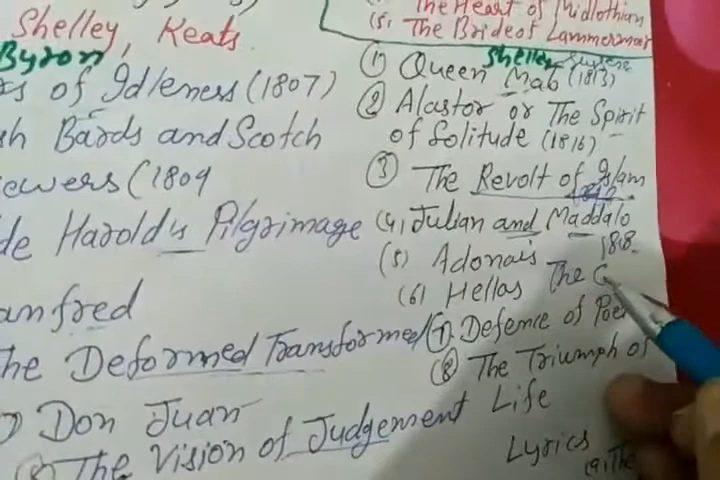 Shelley, Keats
Byron
of Idleness (1807)
Bards and Scotch
(1809
Harold's Pilgrimage
anfred
he Deformed Transformed
Don Juan
(8) The Vision of Judgement
The Heart of Midlothian
(5) The Bride of Lammermoor
Shelley
(1) Queen Mab (1813)
(2) Alastor or The Spirit
of Solitude (1816)
(3) The Revolt of Islam
(4) Julian and Maddalo
1818
(5) Adonais
(6) Hellas The C
(7) Defence of Poe
(8) The Triumph of
Life
Lyrics
(9) The